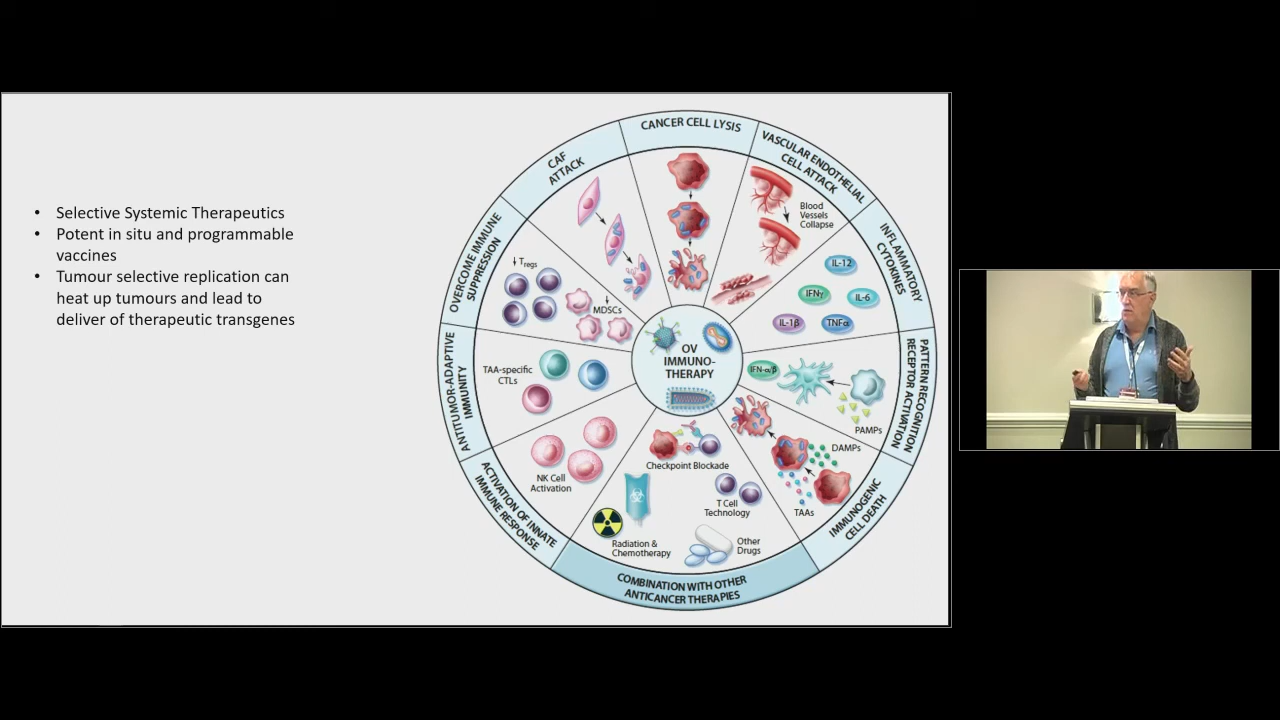 • Selective Systemic Therapeutics
• Potent in situ and programmable
vaccines
• Tumour selective replication can
heat up tumours and lead to
deliver of therapeutic transgenes
CANCER CELL LYSIS
VASCULAR ENDOTHELIAL
CELL ATTACK
Blood
Vessels
Collapse
INFLAMMATORY
CYTOKINES
IL-12
IFNγ
IL-6
IL-1β
TNFα
PATTERN RECOGNITION
RECEPTOR ACTIVATION
IFN-α/β
PAMPs
IMMUNOGENIC
CELL DEATH
DAMPs
TAAs
COMBINATION WITH OTHER
ANTICANCER THERAPIES
Checkpoint Blockade
T Cell
Technology
Radiation &
Chemotherapy
Other
Drugs
ACTIVATION OF INNATE
IMMUNE RESPONSE
NK Cell
Activation
ANTITUMOR-ADAPTIVE
IMMUNITY
TAA-specific
CTLs
OVERCOME IMMUNE
SUPPRESSION
↓ Tregs
↓
MDSCs
CAF
ATTACK
OV
IMMUNO-
THERAPY